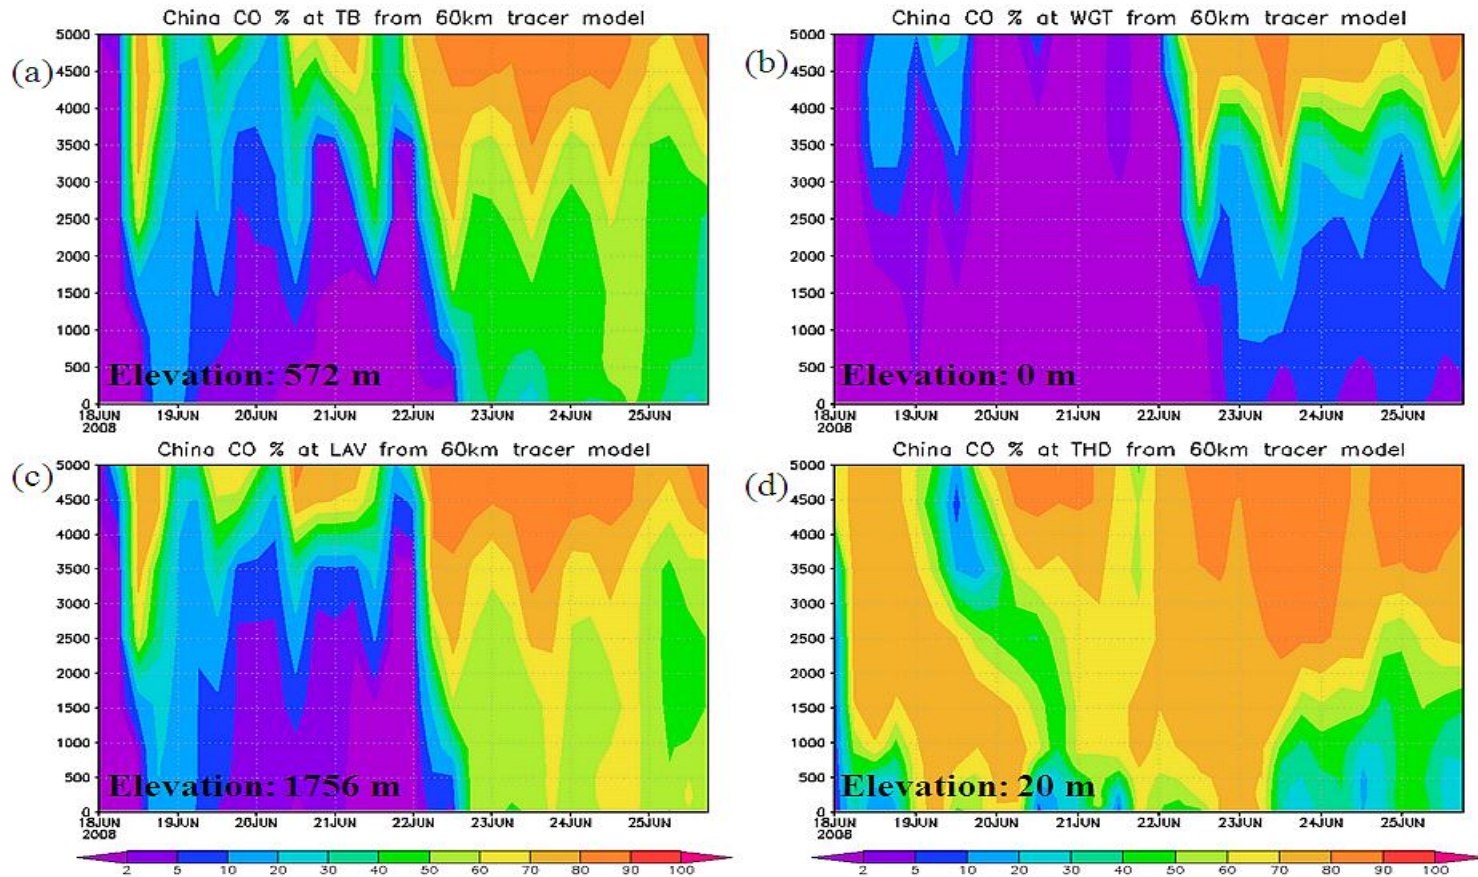 China CO % at TB from 60km tracer model
(a)
5000
4500
4000
3500
3000
2500
2000
1500
1000
500
0
Elevation: 572 m
18JUN 19JUN 20JUN 21JUN 22JUN 23JUN 24JUN 25JUN
2008
China CO % at WGT from 60km tracer model
(b)
5000
4500
4000
3500
3000
2500
2000
1500
1000
500
0
Elevation: 0 m
18JUN 19JUN 20JUN 21JUN 22JUN 23JUN 24JUN 25JUN
2008
China CO % at LAV from 60km tracer model
(c)
5000
4500
4000
3500
3000
2500
2000
1500
1000
500
0
Elevation: 1756 m
18JUN 19JUN 20JUN 21JUN 22JUN 23JUN 24JUN 25JUN
2008
2 5 10 20 30 40 50 60 70 80 90 100
China CO % at THD from 60km tracer model
(d)
5000
4500
4000
3500
3000
2500
2000
1500
1000
500
0
Elevation: 20 m
18JUN 19JUN 20JUN 21JUN 22JUN 23JUN 24JUN 25JUN
2008
2 5 10 20 30 40 50 60 70 80 90 100